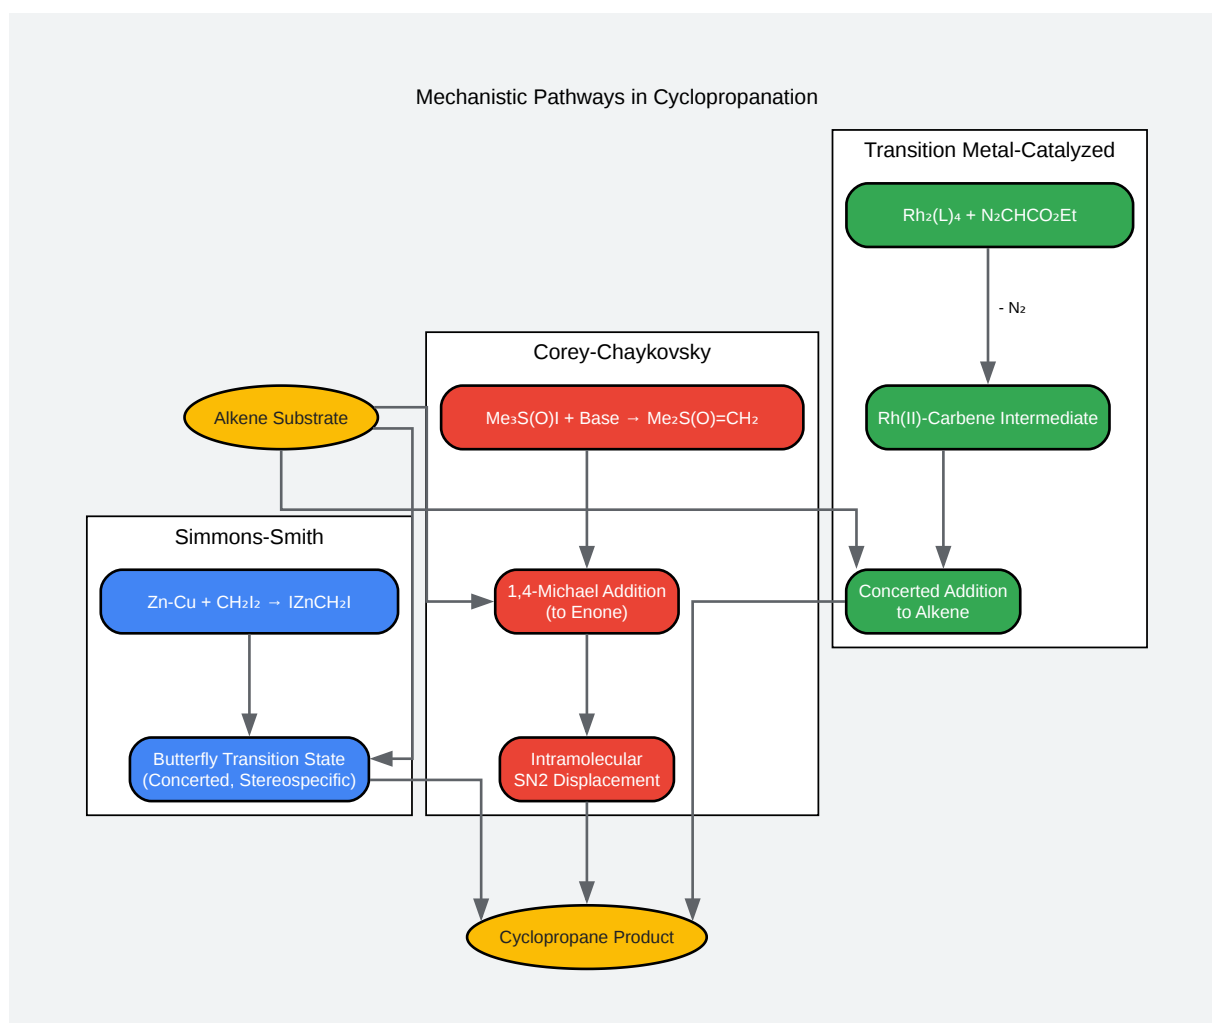 Mechanistic Pathways in Cyclopropanation
Transition Metal-Catalyzed
Rh₂(L)₄ + N₂CHCO₂Et
- N₂
Corey-Chaykovsky
Alkene Substrate
Me₃S(O)I + Base → Me₂S(O)=CH₂
Rh(II)-Carbene Intermediate
Simmons-Smith
Zn-Cu + CH₂I₂ → IZnCH₂I
1,4-Michael Addition
(to Enone)
Concerted Addition
to Alkene
Butterfly Transition State
(Concerted, Stereospecific)
Intramolecular
SN2 Displacement
Cyclopropane Product